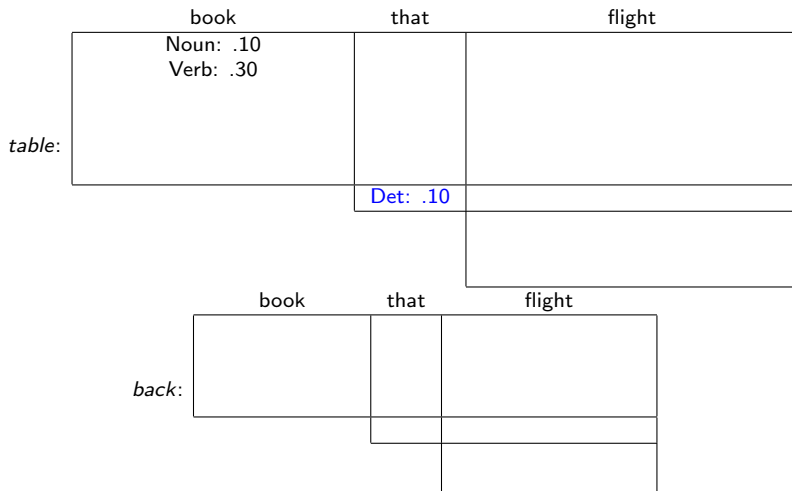 book that flight
Noun: .10
Verb: .30
table:
Det: .10
book that flight
back: